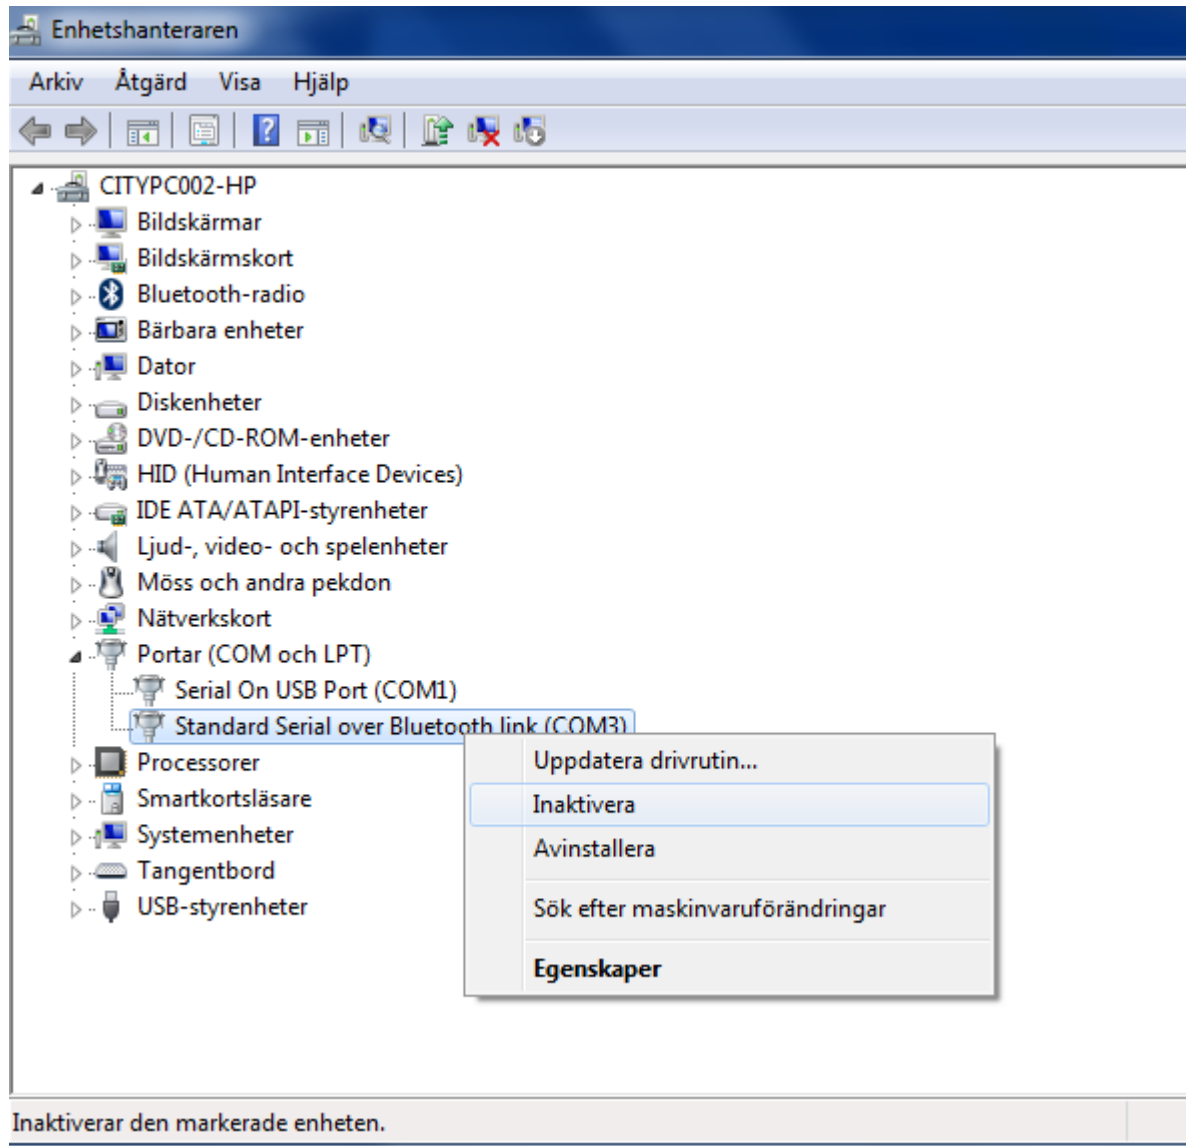 Enhetshanteraren
Arkiv Åtgärd Visa Hjälp
CITYPC002-HP
Bildskärmar
Bildskärmskort
Bluetooth-radio
Bärbara enheter
Dator
Diskenheter
DVD-/CD-ROM-enheter
HID (Human Interface Devices)
IDE ATA/ATAPI-styrenheter
Ljud-, video- och spelenheter
Möss och andra pekdon
Nätverkskort
Portar (COM och LPT)
Serial On USB Port (COM1)
Standard Serial over Bluetooth link (COM3)
Processorer
Smartkortsläsare
Systemenheter
Tangentbord
USB-styrenheter
Uppdatera drivrutin...
Inaktivera
Avinstallera
Sök efter maskinvaruförändringar
Egenskaper
Inaktiverar den markerade enheten.